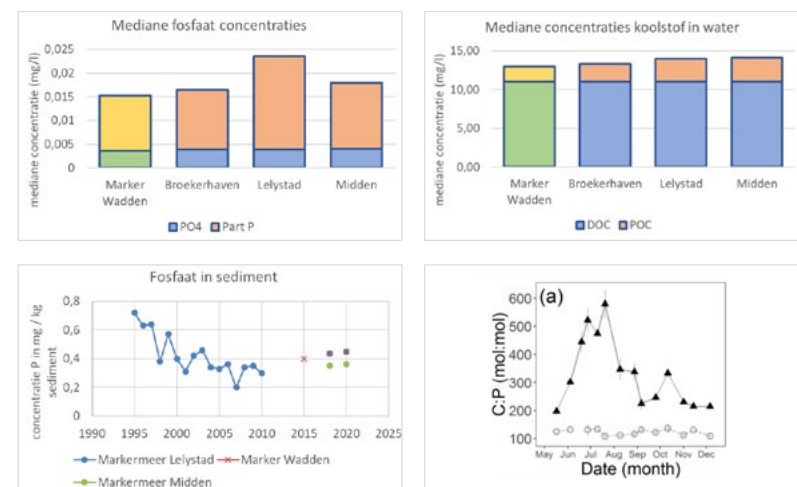 Mediane fosfaat concentraties
mediane concentratie (mg/l)
0,025
0,02
0,015
0,01
0,005
0
Marker Wadden
Broekerhaven
Lelystad
Midden
PO4
Part P
Mediane concentraties koolstof in water
mediane concentratie (mg/l)
15,00
10,00
5,00
0,00
Marker Wadden
Broekerhaven
Lelystad
Midden
DOC
POC
Fosfaat in sediment
concentratie P in mg / kg
sediment
0,8
0,6
0,4
0,2
0
1990
1995
2000
2005
2010
2015
2020
2025
Markermeer Lelystad
Marker Wadden
Markermeer Midden
(a)
C:P (mol:mol)
600
500
400
300
200
100
May
Jun
Jul
Aug
Sep
Oct
Nov
Dec
Date (month)